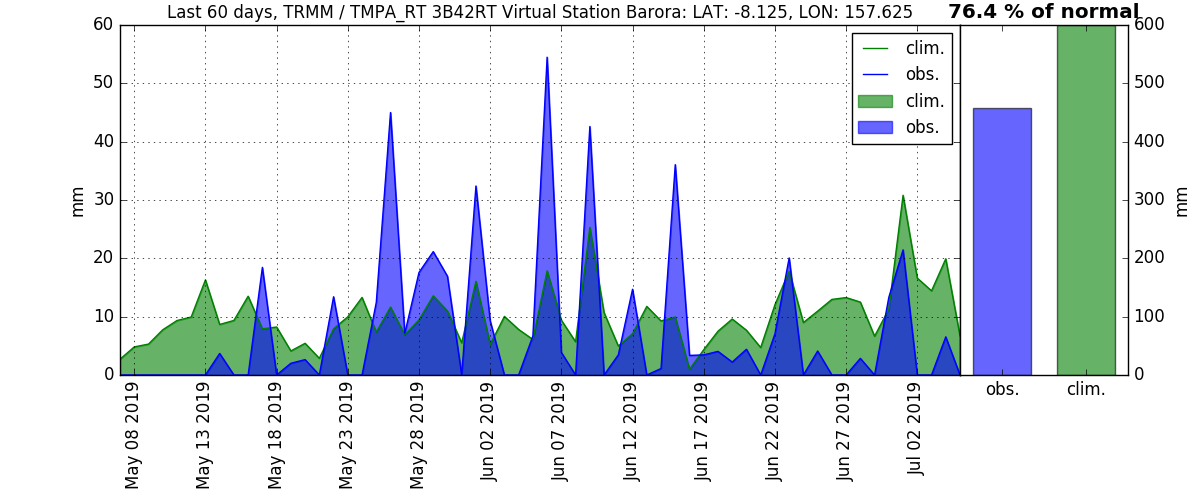 Last 60 days, TRMM / TMPA_RT 3B42RT Virtual Station Barora: LAT: -8.125, LON: 157.625
76.4 % of normal
60
50
40
30
20
10
0
mm
clim.
obs.
clim.
obs.
600
500
400
300
200
100
0
mm
May 08 2019
May 13 2019
May 18 2019
May 23 2019
May 28 2019
Jun 02 2019
Jun 07 2019
Jun 12 2019
Jun 17 2019
Jun 22 2019
Jun 27 2019
Jul 02 2019
obs.
clim.